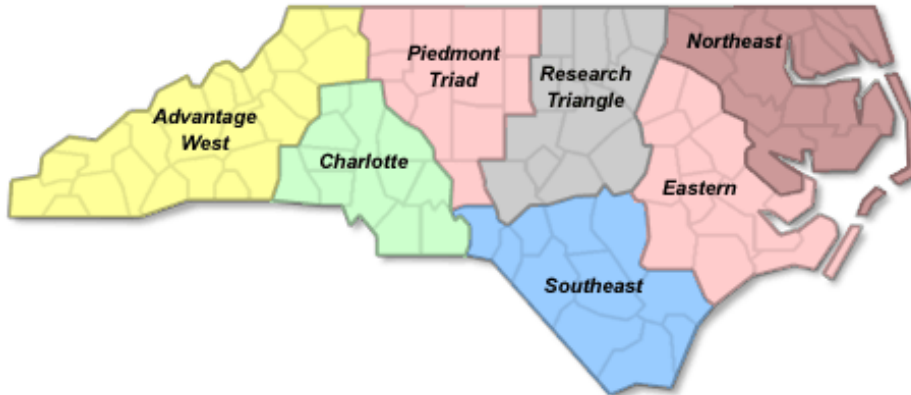 Advantage
West
Charlotte
Piedmont
Triad
Research
Triangle
Northeast
Eastern
Southeast